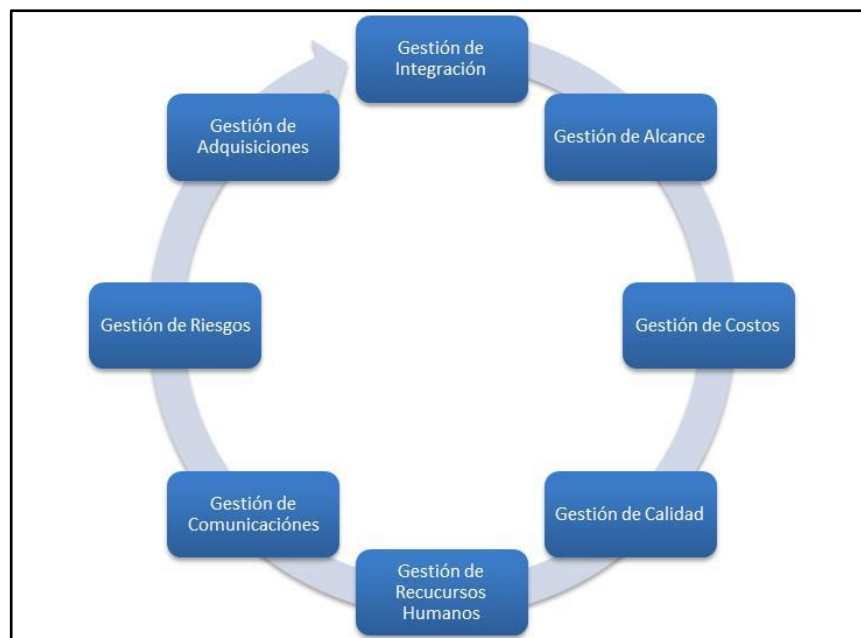 Gestión de
Integración
Gestión de Alcance
Gestión de Costos
Gestión de Calidad
Gestión de
Recucursos
Humanos
Gestión de
Comunicaciónes
Gestión de Riesgos
Gestión de
Adquisiciones